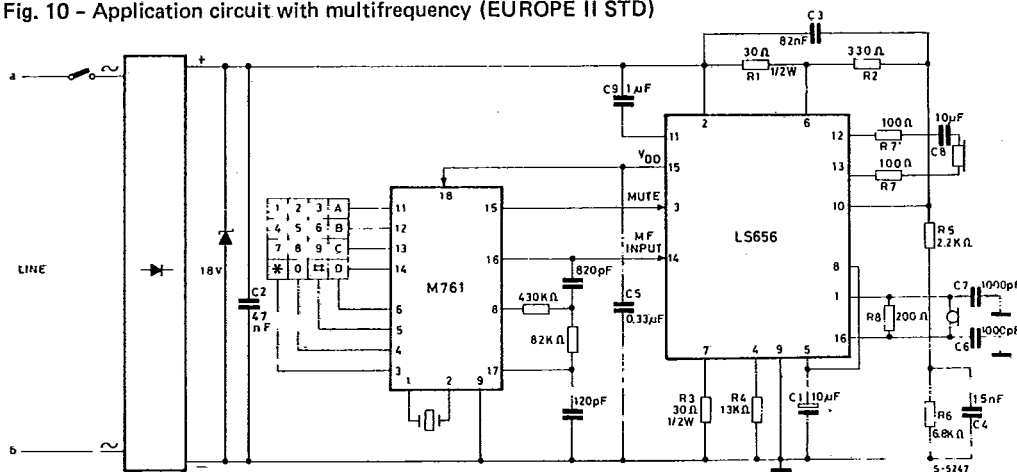 Fig. 10 - Application circuit with multifrequency (EUROPE II STD)
C3
82nF
30Ω
R1
1/2W
330Ω
R2
a
~
+
C9
1µF
2
6
11
12
100Ω
R7'
10µF
C8
VDD
15
13
100Ω
R7
18
MUTE
3
10
1 2 3 A
4 5 6 B
7 8 9 C
* 0 ⌗ D
11
12
13
14
15
16
M761
MF
INPUT
14
LS656
R5
2.2KΩ
LINE
18V
C2
47
nF
820pF
430KΩ
8
82KΩ
C5
0,33µF
8
1
16
R8
200Ω
C7
1000pF
C6
1000pF
6
5
4
3
17
7
4
9
5
1
2
9
120pF
R3
30Ω
1/2W
R4
13KΩ
C1
10µF
R6
6.8KΩ
15nF
C4
~
–
S-5247